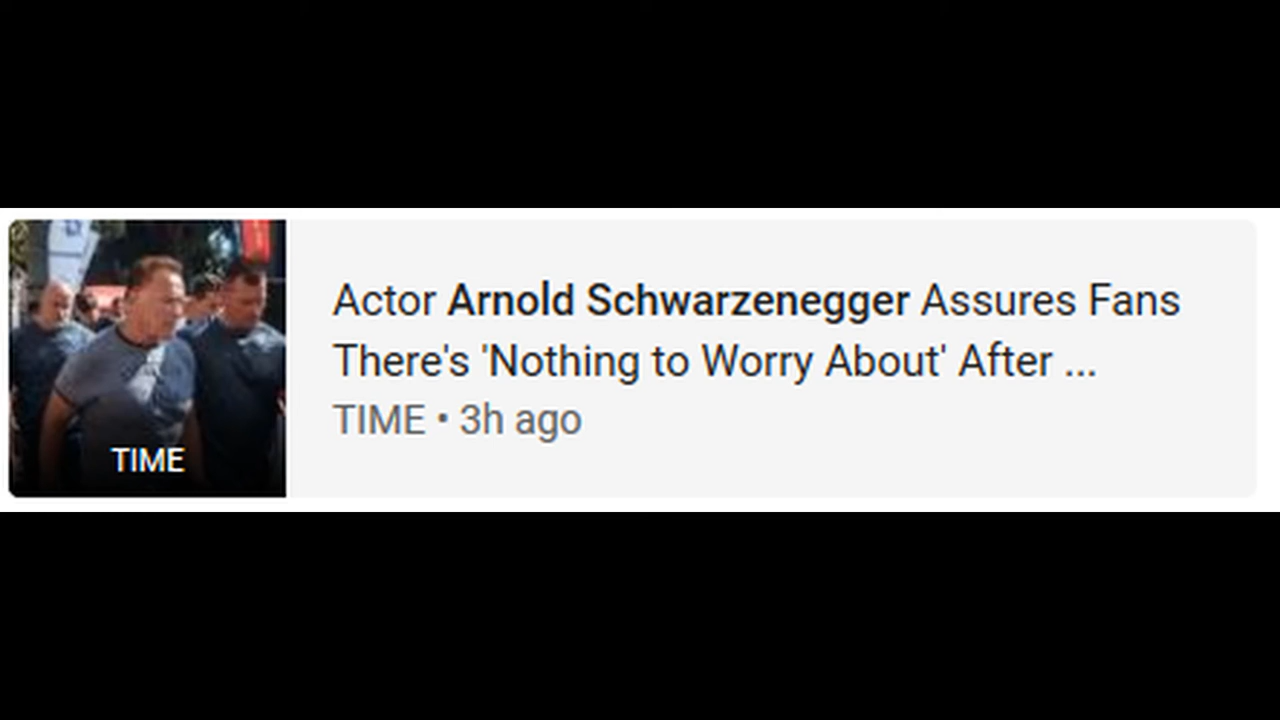 TIME
Actor Arnold Schwarzenegger Assures Fans
There's 'Nothing to Worry About' After ...
TIME • 3h ago